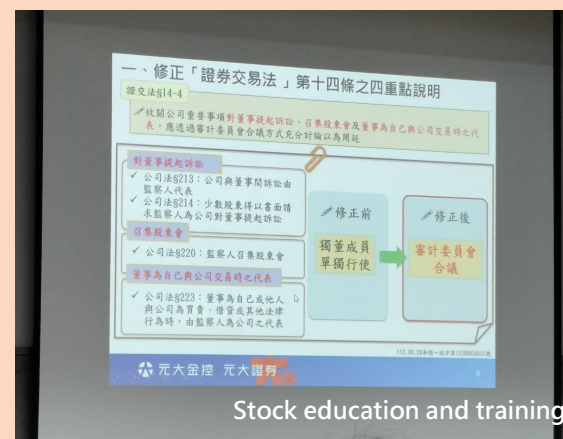 一、修正「證券交易法」第十四條之四重點說明
證交法§14-4
攸關公司重要事項對董事提起訴訟、召集股東會及董事為自己與公司交易時之代
表，應透過審計委員會合議方式充分討論以為周延
對董事提起訴訟
✓ 公司法§213：公司與董事間訴訟由
監察人代表
✓ 公司法§214：少數股東得以書面請
求監察人為公司對董事提起訴訟
召集股東會
✓ 公司法§220：監察人召集股東會
董事為自己與公司交易時之代表
✓ 公司法§223：董事為自己或他人
與公司為買賣、借貸或其他法律
行為時，由監察人為公司之代表
修正前
獨董成員
單獨行使
修正後
審計委員會
合議
元大金控 元大證券
4
Stock education and training